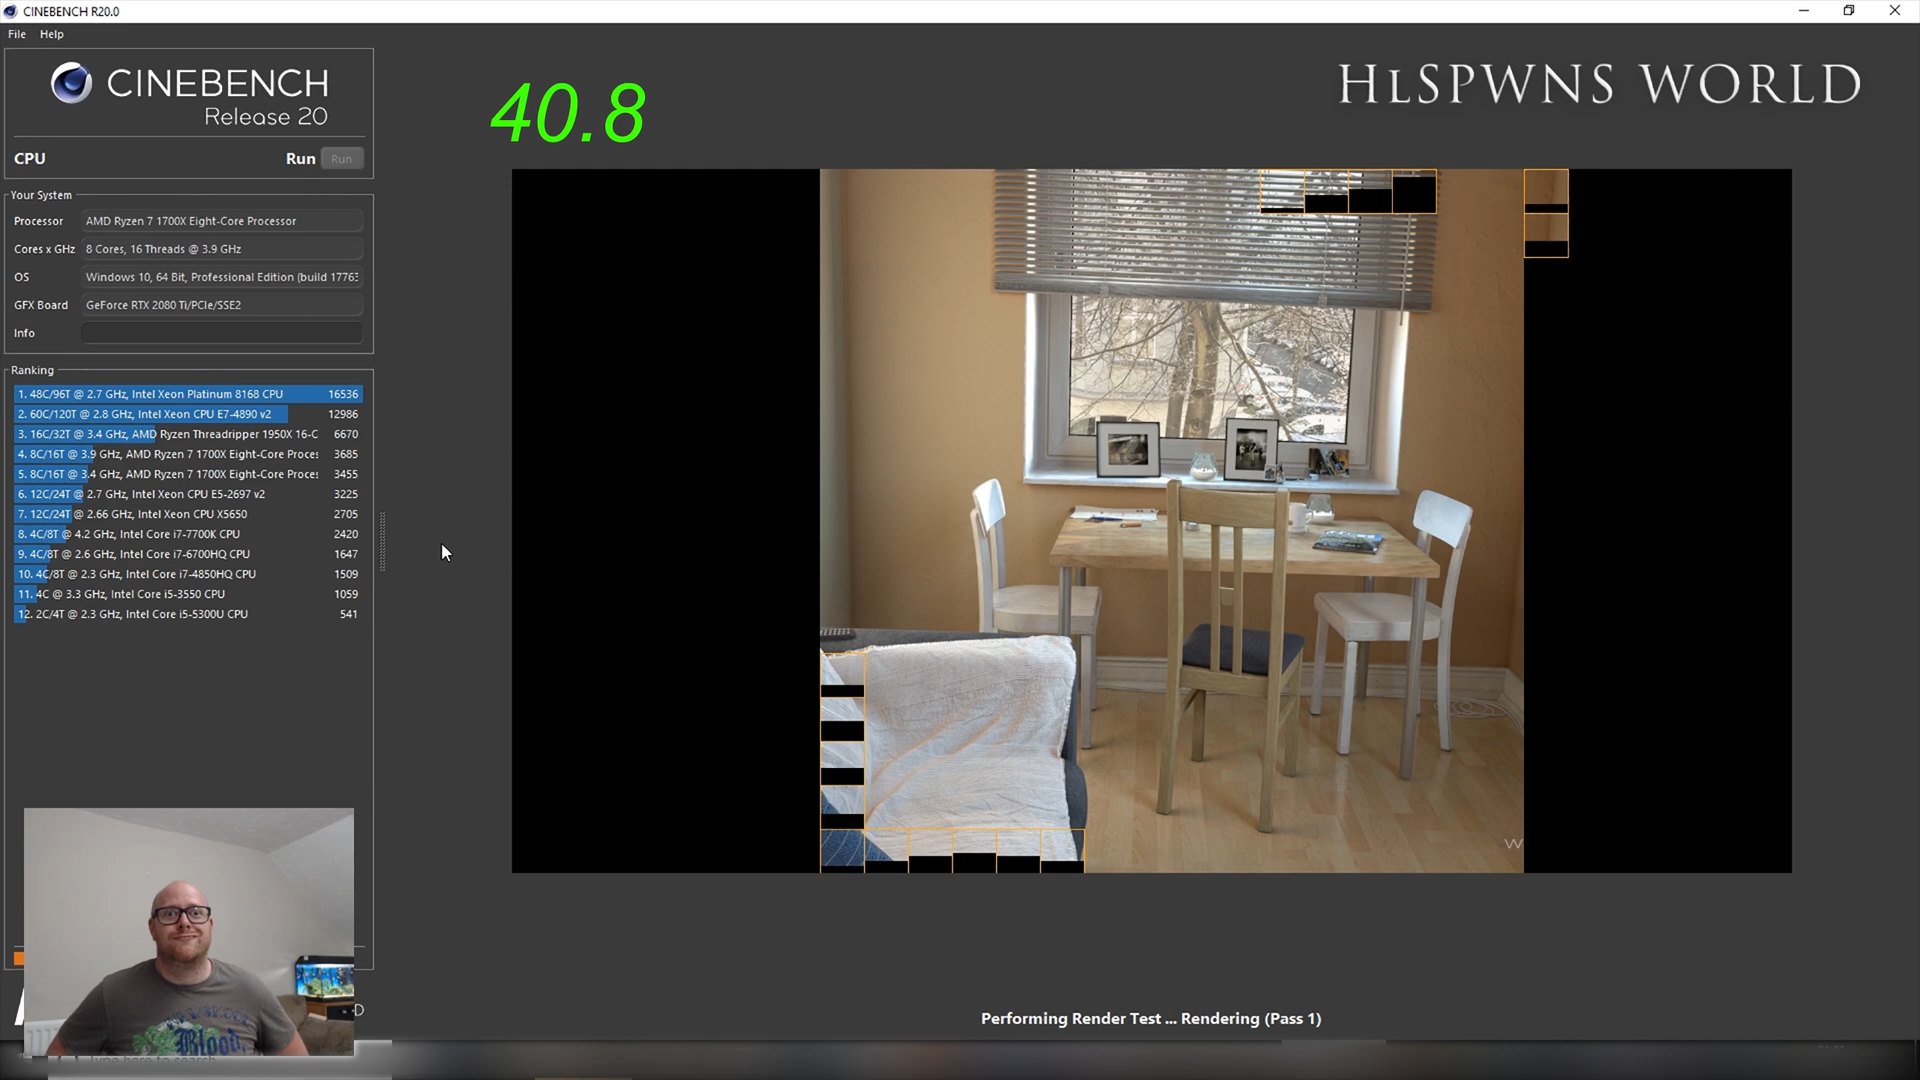 CINEBENCH R20.0
File Help
CINEBENCH
Release 20
40.8
HLSPWNS WORLD
CPU Run Run
Your System
Processor AMD Ryzen 7 1700X Eight-Core Processor
Cores x GHz 8 Cores, 16 Threads @ 3.9 GHz
OS Windows 10, 64 Bit, Professional Edition (build 17763
GFX Board GeForce RTX 2080 Ti/PCIe/SSE2
Info
Ranking
1. 48C/96T @ 2.7 GHz, Intel Xeon Platinum 8168 CPU 16536
2. 60C/120T @ 2.8 GHz, Intel Xeon CPU E7-4890 v2 12986
3. 16C/32T @ 3.4 GHz, AMD Ryzen Threadripper 1950X 16-C 6670
4. 8C/16T @ 3.9 GHz, AMD Ryzen 7 1700X Eight-Core Proces 3685
5. 8C/16T @ 3.4 GHz, AMD Ryzen 7 1700X Eight-Core Proces 3455
6. 12C/24T @ 2.7 GHz, Intel Xeon CPU E5-2697 v2 3225
7. 12C/24T @ 2.66 GHz, Intel Xeon CPU X5650 2705
8. 4C/8T @ 4.2 GHz, Intel Core i7-7700K CPU 2420
9. 4C/8T @ 2.6 GHz, Intel Core i7-6700HQ CPU 1647
10. 4C/8T @ 2.3 GHz, Intel Core i7-4850HQ CPU 1509
11. 4C @ 3.3 GHz, Intel Core i5-3550 CPU 1059
12. 2C/4T @ 2.3 GHz, Intel Core i5-5300U CPU 541
W
D
Blood
Performing Render Test ... Rendering (Pass 1)
Type here to search